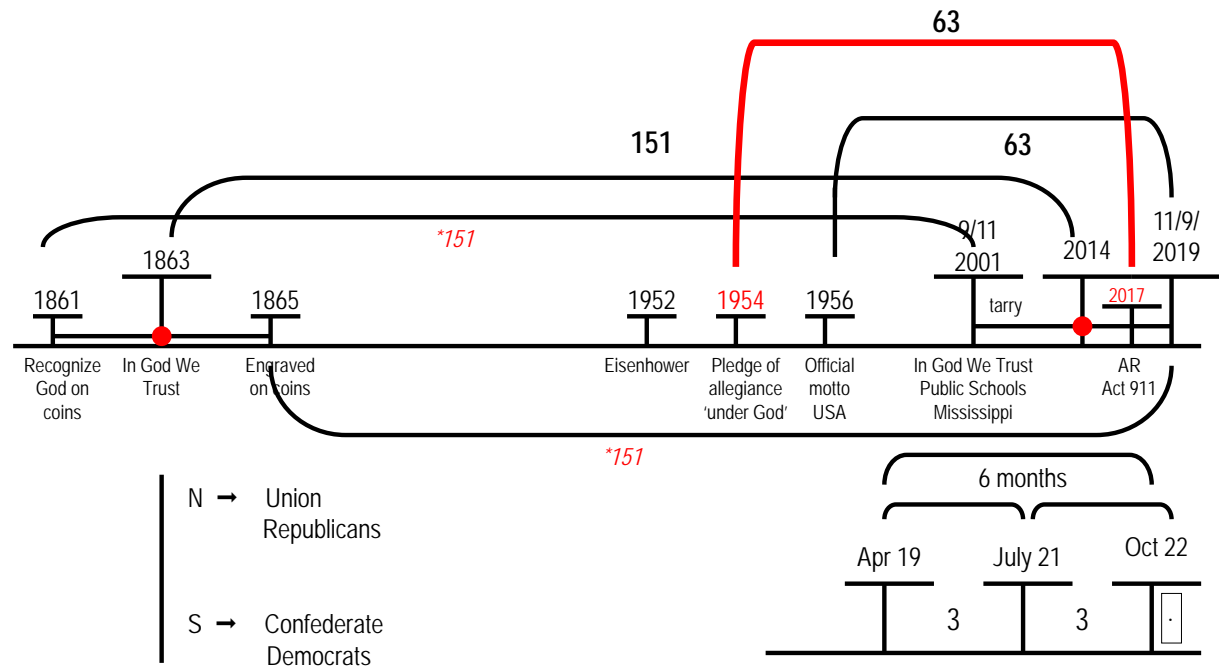 63
151
63
*151
9/11
11/9/
1863
2001
2014
2019
1861
1865
1952
1954
1956
tarry
2017
Recognize
God on
coins
In God We
Trust
Engraved
on coins
Eisenhower
Pledge of
allegiance
‘under God’
Official
motto
USA
In God We Trust
Public Schools
Mississippi
AR
Act 911
*151
N → Union
Republicans
S → Confederate
Democrats
6 months
Apr 19
July 21
Oct 22
3
3